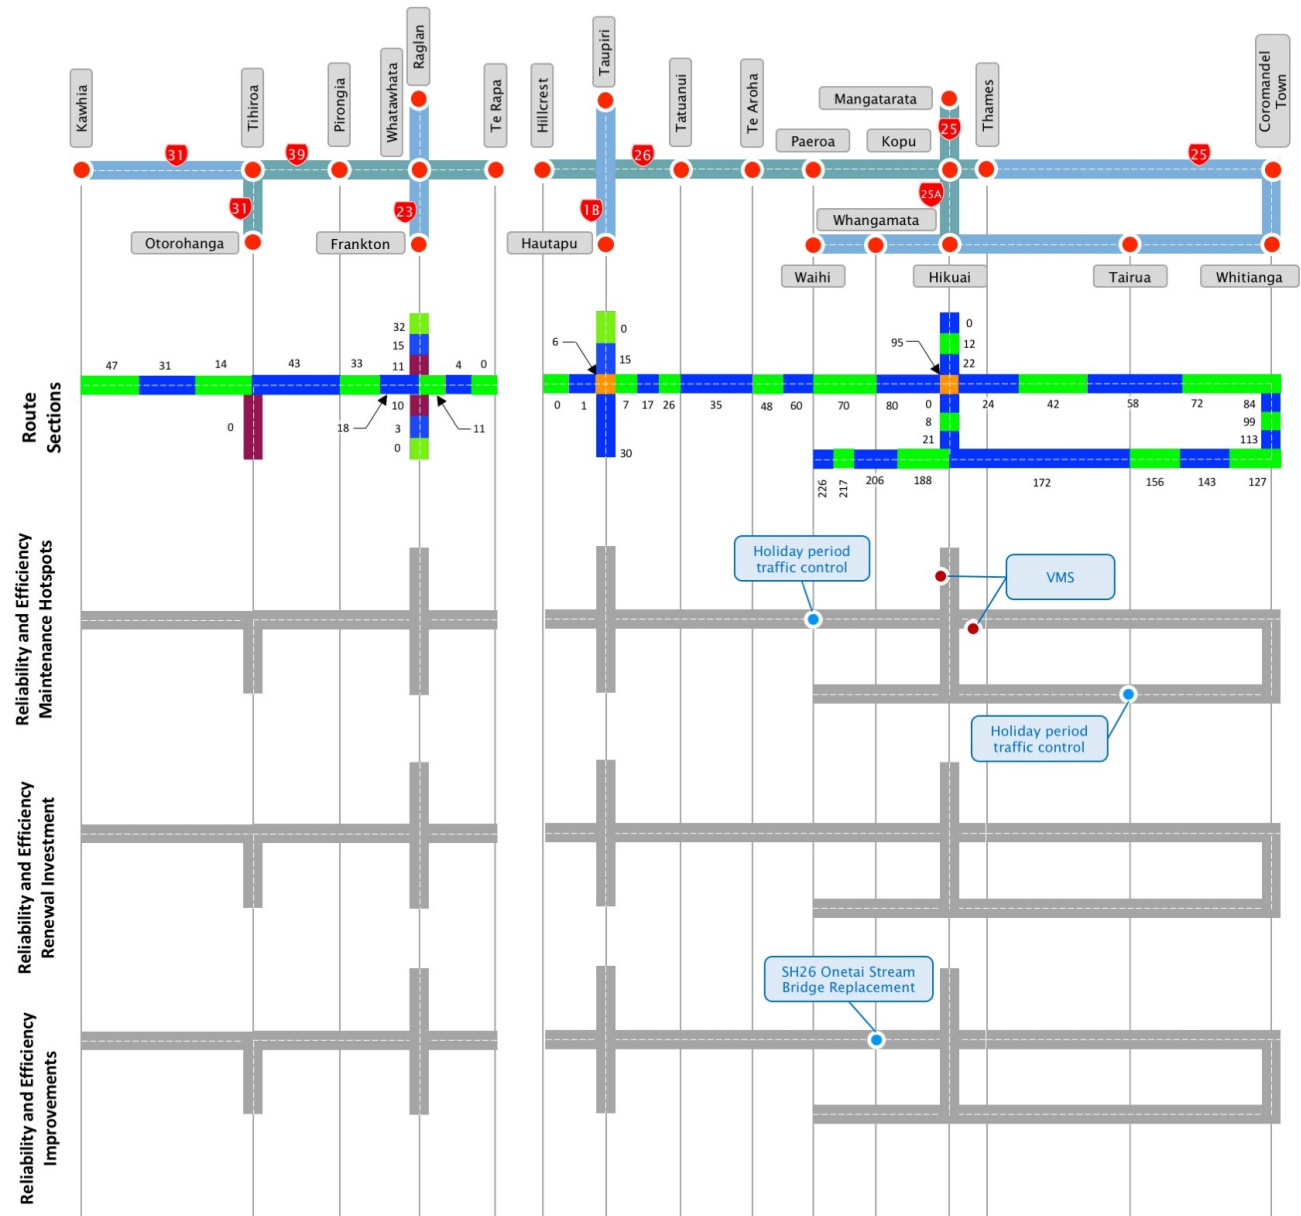 Kawhia
Tihiroa
Pirongia
Whatawhata
Raglan
Te Rapa
Hillcrest
Taupiri
Tatuanui
Te Aroha
Mangatarata
Paeroa
Kopu
Thames
Coromandel
Town
31
39
26
25
25
31
23
1B
25A
Otorohanga
Frankton
Hautapu
Whangamata
Waihi
Hikuai
Tairua
Whitianga
Route
Sections
47
31
14
43
33
32
15
11
4
0
0
18
10
3
0
11
6
0
15
0
1
7
17
26
35
48
60
70
80
30
95
0
12
22
0
8
21
24
42
58
72
84
99
113
226
217
206
188
172
156
143
127
Reliability and Efficiency
Maintenance Hotspots
Holiday period
traffic control
VMS
Holiday period
traffic control
Reliability and Efficiency
Renewal Investment
Reliability and Efficiency
Improvements
SH26 Onetai Stream
Bridge Replacement